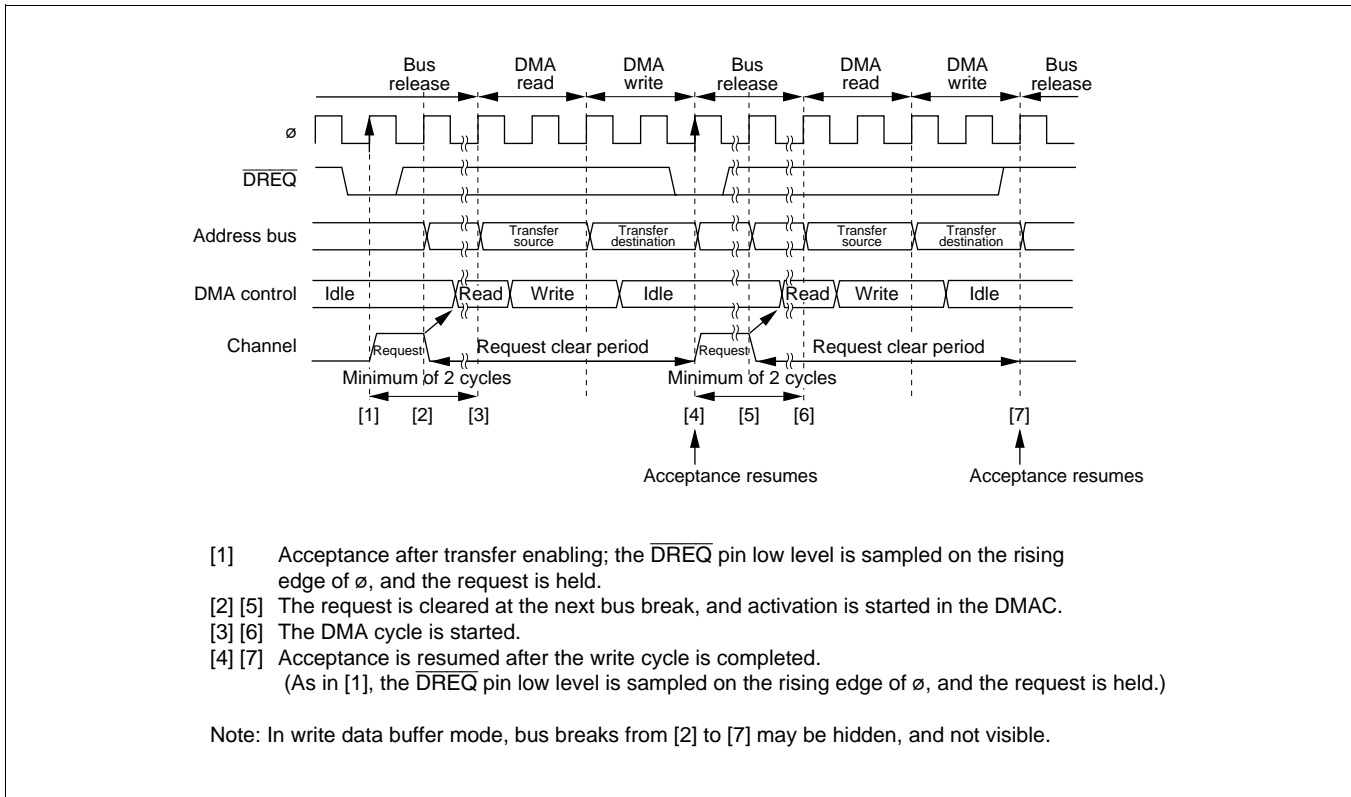 Bus release
DMA read
DMA write
Bus release
DMA read
DMA write
Bus release
ø
DREQ
Address bus
Transfer source
Transfer destination
Transfer source
Transfer destination
DMA control
Idle
Read
Write
Idle
Read
Write
Idle
Channel
Request
Request clear period
Request
Request clear period
Minimum of 2 cycles
Minimum of 2 cycles
[1]
[2]
[3]
[4]
[5]
[6]
[7]
Acceptance resumes
Acceptance resumes
[1] Acceptance after transfer enabling; the DREQ pin low level is sampled on the rising
edge of ø, and the request is held.
[2] [5] The request is cleared at the next bus break, and activation is started in the DMAC.
[3] [6] The DMA cycle is started.
[4] [7] Acceptance is resumed after the write cycle is completed.
(As in [1], the DREQ pin low level is sampled on the rising edge of ø, and the request is held.)
Note: In write data buffer mode, bus breaks from [2] to [7] may be hidden, and not visible.